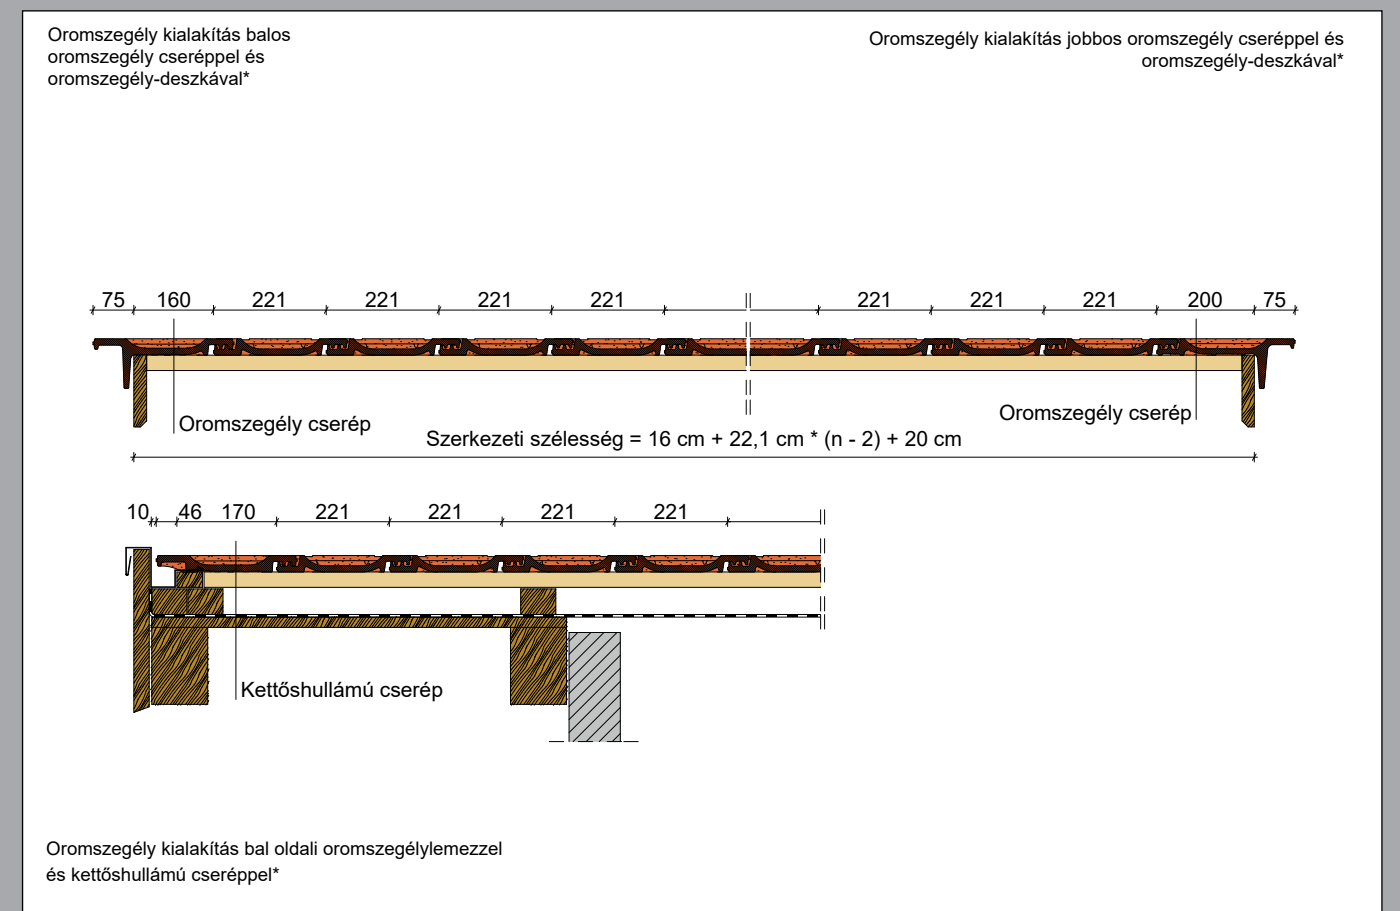 Oromszegély kialakítás balos
oromszegély cseréppel és
oromszegély-deszkával*
Oromszegély kialakítás jobbos oromszegély cseréppel és
oromszegély-deszkával*
75 160 221 221 221 221 221 221 221 200 75
Oromszegély cserép
Oromszegély cserép
Szerkezeti szélesség = 16 cm + 22,1 cm * (n - 2) + 20 cm
10 46 170 221 221 221 221
Kettőshullámú cserép
Oromszegély kialakítás bal oldali oromszegélylemezzel
és kettőshullámú cseréppel*